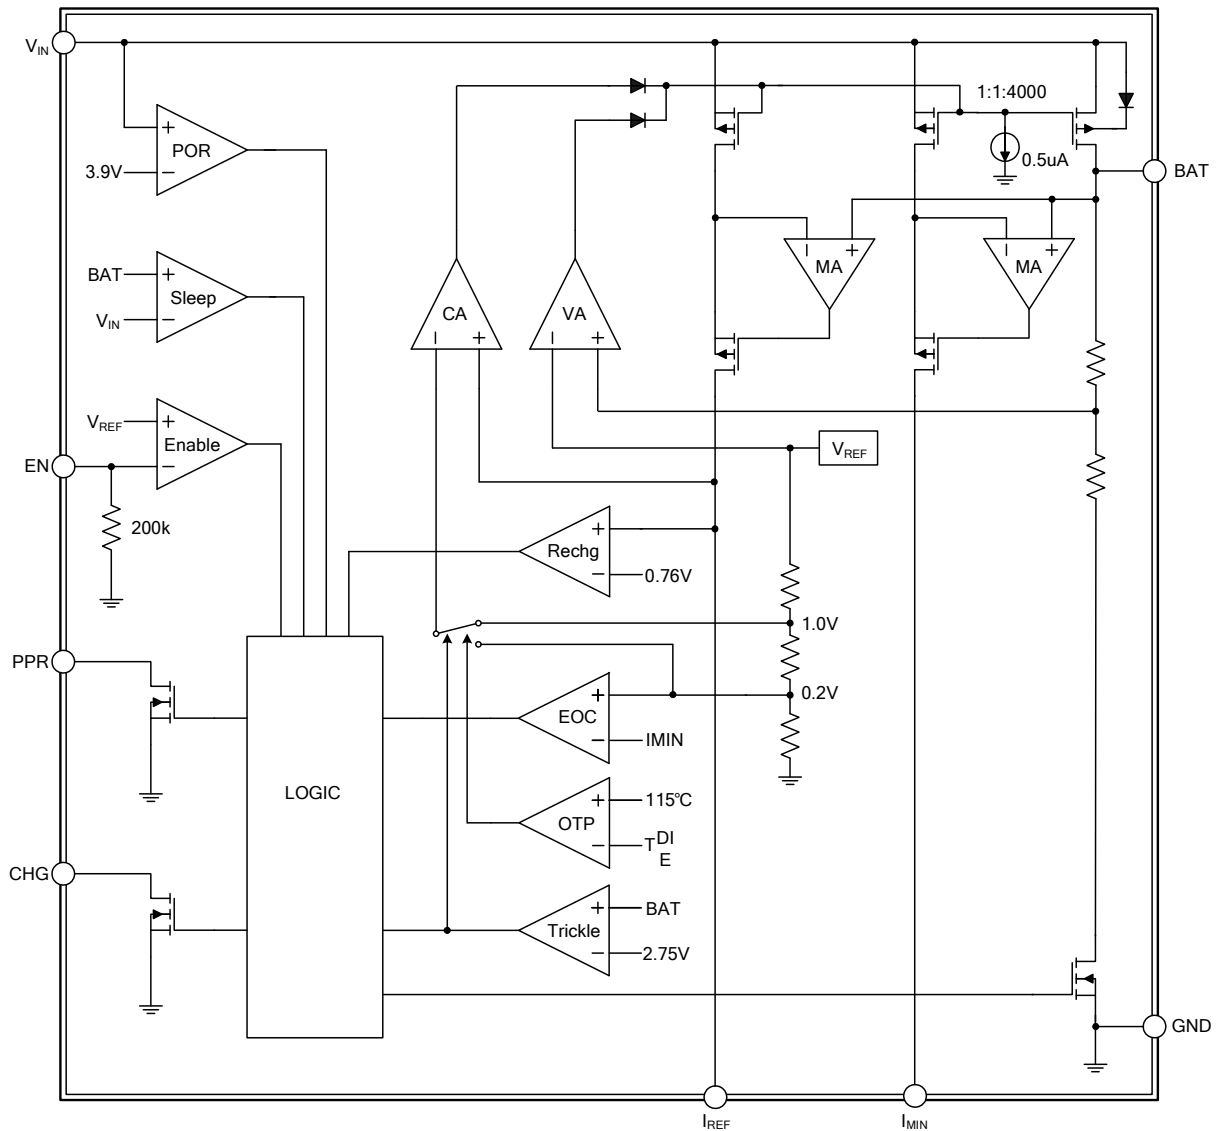 VIN
1:1:4000
+
POR
3.9V
−
0.5uA
BAT
− +
MA
− +
MA
BAT
+
Sleep
VIN
−
CA
− +
VA
− +
VREF
+
Enable
EN
−
VREF
200k
+
Rechg
−
0.76V
1.0V
PPR
+
0.2V
EOC
−
IMIN
LOGIC
+
115℃
OTP
−
TDI
E
CHG
+
BAT
Trickle
−
2.75V
GND
IREF
IMIN